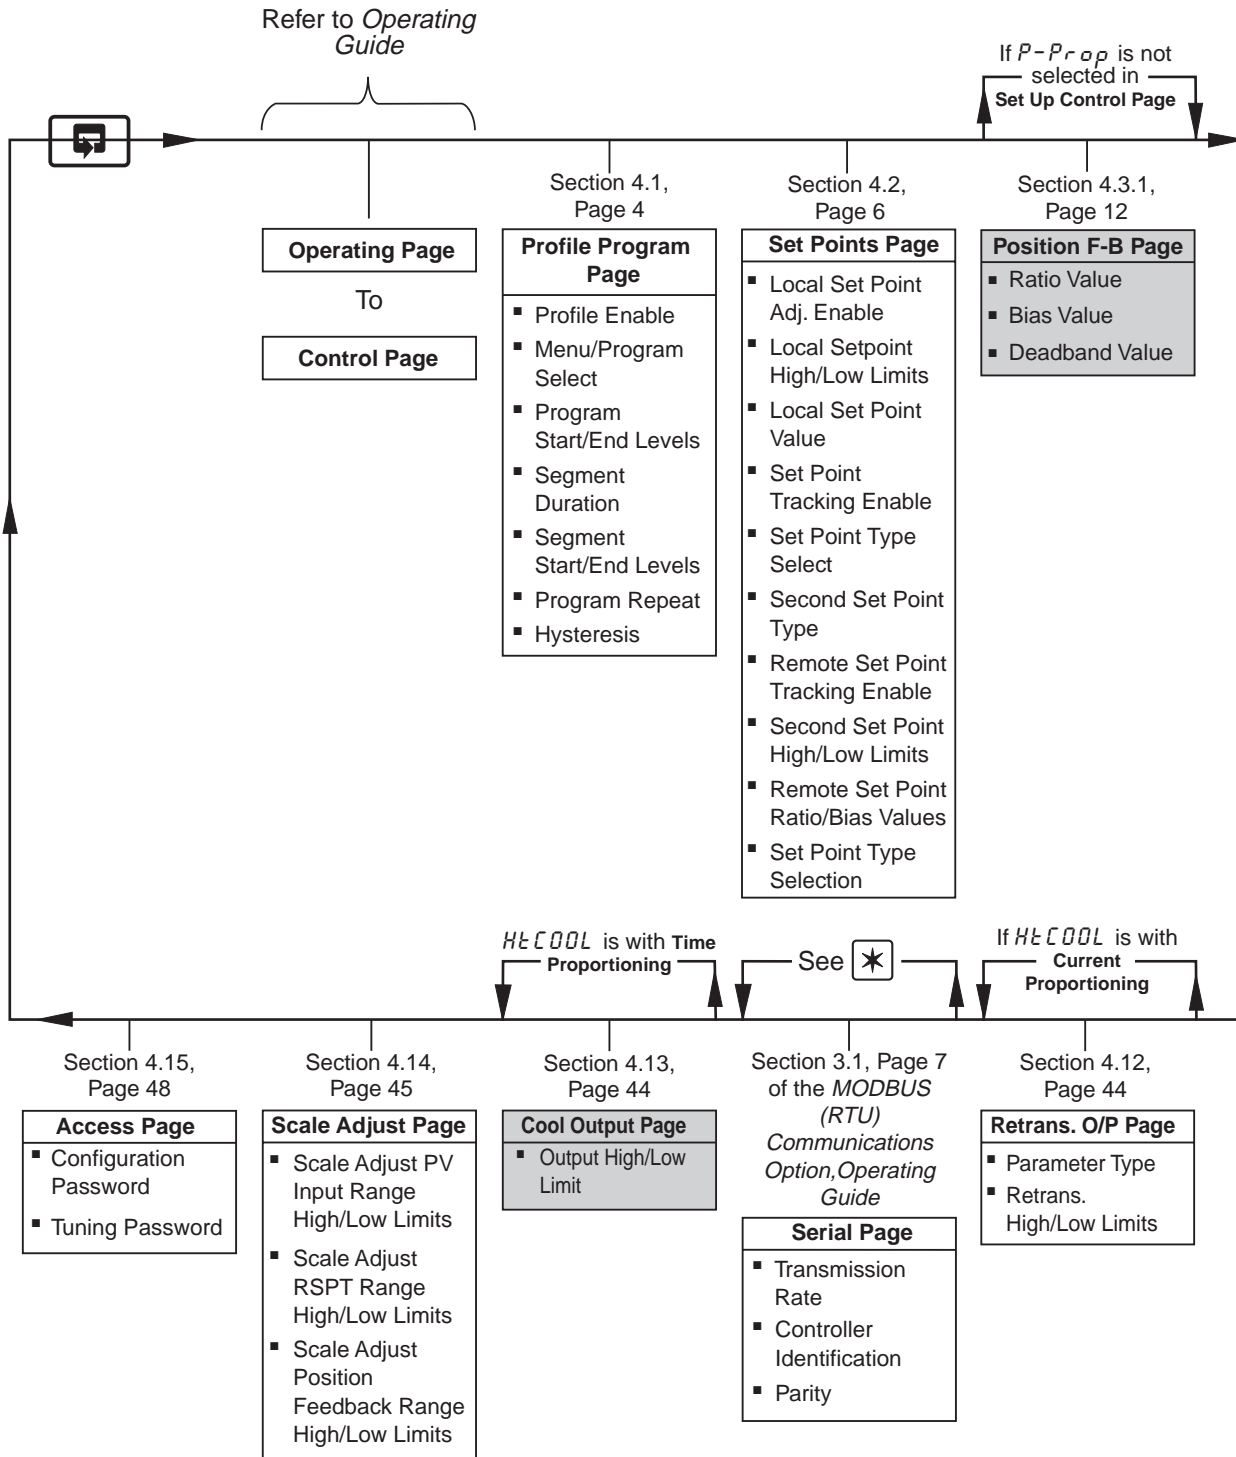 Refer to Operating
Guide
If P-Prop is not
selected in
Set Up Control Page
Operating Page
To
Control Page
Section 4.1,
Page 4
Profile Program
Page
▪ Profile Enable
▪ Menu/Program
Select
▪ Program
Start/End Levels
▪ Segment
Duration
▪ Segment
Start/End Levels
▪ Program Repeat
▪ Hysteresis
Section 4.2,
Page 6
Set Points Page
▪ Local Set Point
Adj. Enable
▪ Local Setpoint
High/Low Limits
▪ Local Set Point
Value
▪ Set Point
Tracking Enable
▪ Set Point Type
Select
▪ Second Set Point
Type
▪ Remote Set Point
Tracking Enable
▪ Second Set Point
High/Low Limits
▪ Remote Set Point
Ratio/Bias Values
▪ Set Point Type
Selection
Section 4.3.1,
Page 12
Position F-B Page
▪ Ratio Value
▪ Bias Value
▪ Deadband Value
HtCOOL is with Time
Proportioning
See ✶
If HtCOOL is with
Current
Proportioning
Section 4.15,
Page 48
Access Page
▪ Configuration
Password
▪ Tuning Password
Section 4.14,
Page 45
Scale Adjust Page
▪ Scale Adjust PV
Input Range
High/Low Limits
▪ Scale Adjust
RSPT Range
High/Low Limits
▪ Scale Adjust
Position
Feedback Range
High/Low Limits
Section 4.13,
Page 44
Cool Output Page
▪ Output High/Low
Limit
Section 3.1, Page 7
of the MODBUS
(RTU)
Communications
Option,Operating
Guide
Serial Page
▪ Transmission
Rate
▪ Controller
Identification
▪ Parity
Section 4.12,
Page 44
Retrans. O/P Page
▪ Parameter Type
▪ Retrans.
High/Low Limits